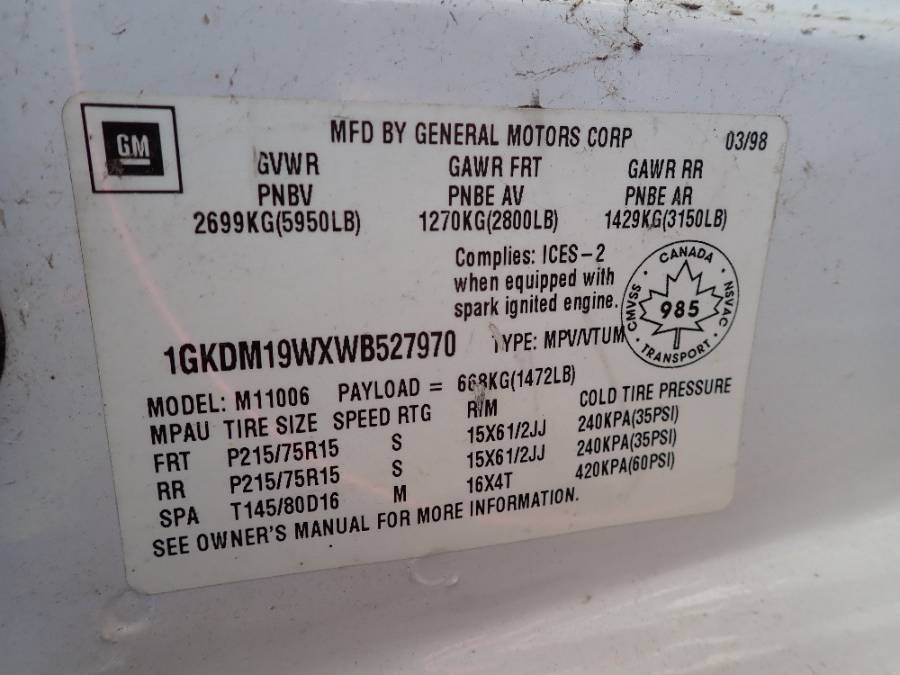 GM
MFD BY GENERAL MOTORS CORP 03/98
GVWR GAWR FRT GAWR RR
PNBV PNBE AV PNBE AR
2699KG(5950LB) 1270KG(2800LB) 1429KG(3150LB)
Complies: ICES-2
when equipped with
spark ignited engine.
CANADA
CMVSS · NSVAC
985
TRANSPORT
1GKDM19WXWB527970 TYPE: MPV/VTUM
MODEL: M11006 PAYLOAD = 668KG(1472LB)
MPAU TIRE SIZE SPEED RTG RIM COLD TIRE PRESSURE
FRT P215/75R15 S 15X61/2JJ 240KPA(35PSI)
RR P215/75R15 S 15X61/2JJ 240KPA(35PSI)
SPA T145/80D16 M 16X4T 420KPA(60PSI)
SEE OWNER'S MANUAL FOR MORE INFORMATION.